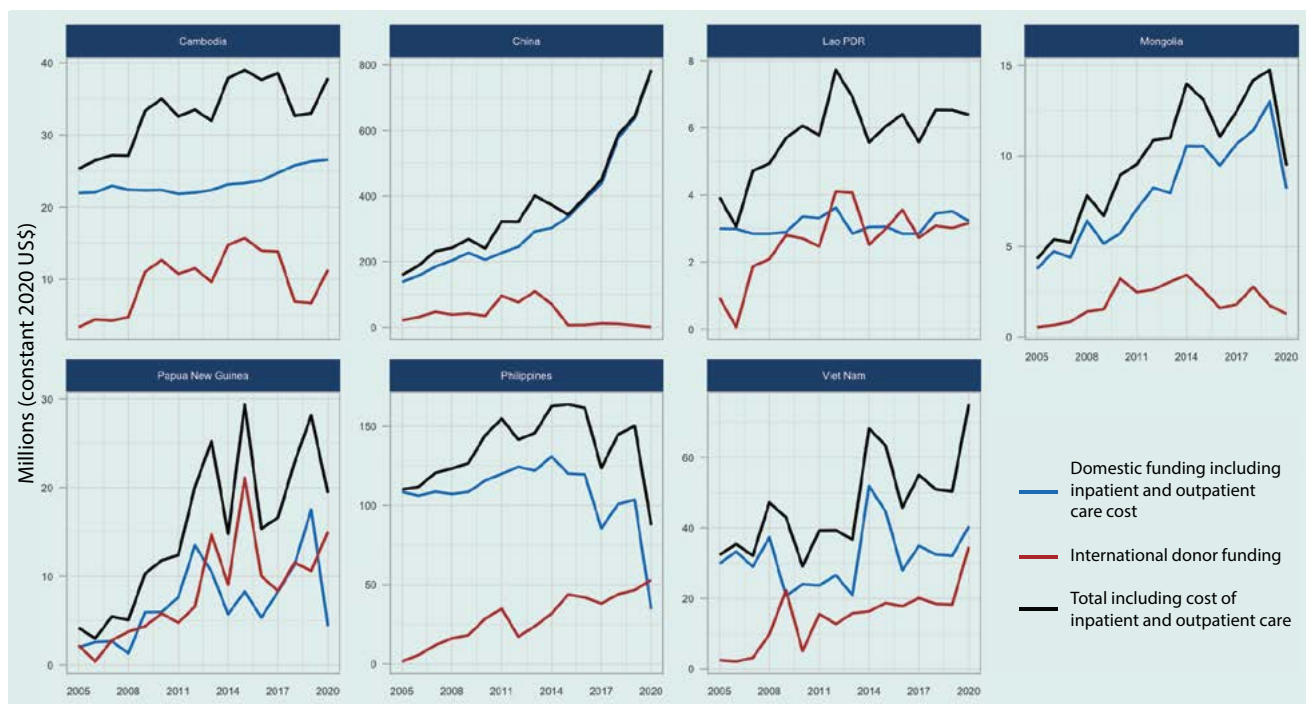 Cambodia
China
Lao PDR
Mongolia
40
30
20
10
800
600
400
200
0
8
6
4
2
0
15
10
5
0
2005 2008 2011 2014 2017 2020
Millions (constant 2020 US$)
Papua New Guinea
Philippines
Viet Nam
30
20
10
0
150
100
50
0
60
40
20
0
2005 2008 2011 2014 2017 2020
2005 2008 2011 2014 2017 2020
2005 2008 2011 2014 2017 2020
Domestic funding including
inpatient and outpatient
care cost
International donor funding
Total including cost of
inpatient and outpatient care